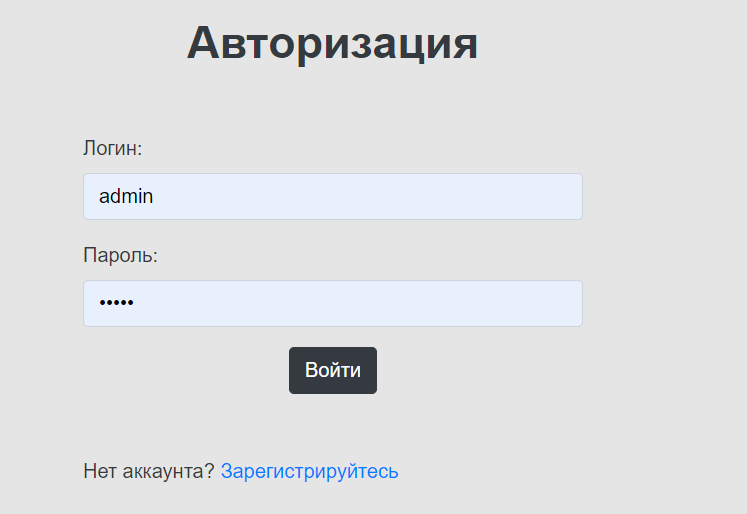 Авторизация
Логин:
admin
Пароль:
•••••
Войти
Нет аккаунта? Зарегистрируйтесь